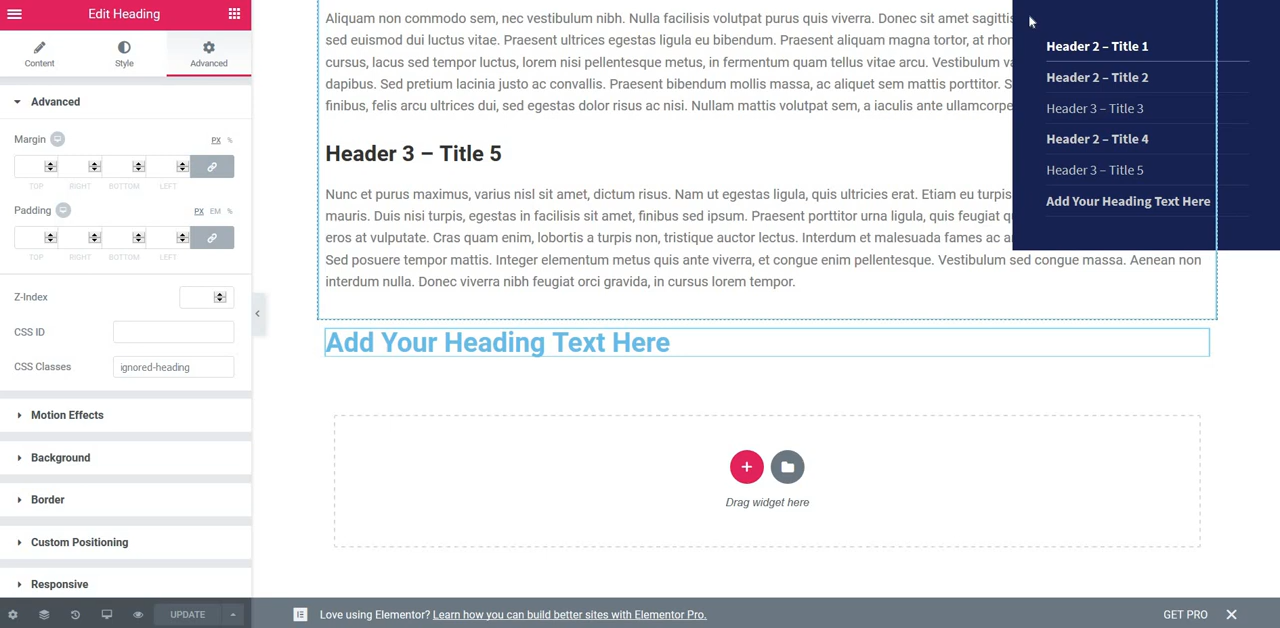 Edit Heading
Content
Style
Advanced
Advanced
Margin
PX %
TOP RIGHT BOTTOM LEFT
Padding
PX EM %
TOP RIGHT BOTTOM LEFT
Z-Index
CSS ID
CSS Classes
ignored-heading
Motion Effects
Background
Border
Custom Positioning
Responsive
UPDATE
Aliquam non commodo sem, nec vestibulum nibh. Nulla facilisis volutpat purus quis viverra. Donec sit amet sagittis
sed euismod dui luctus vitae. Praesent ultrices egestas ligula eu bibendum. Praesent aliquam magna tortor, at
cursus, lacus sed tempor luctus, lorem nisi pellentesque metus, in fermentum quam tellus vitae arcu. Vestibulum
dapibus. Sed pretium lacinia justo ac convallis. Praesent bibendum mollis massa, ac aliquet sem mattis porttitor. S
finibus, felis arcu ultrices dui, sed egestas dolor risus ac nisi. Nullam mattis volutpat sem, a iaculis ante ullamcorpe
Header 3 – Title 5
Nunc et purus maximus, varius nisl sit amet, dictum risus. Nam ut egestas ligula, quis ultricies erat. Etiam eu turpis
mauris. Duis nisi turpis, egestas in facilisis sit amet, finibus sed ipsum. Praesent porttitor urna ligula, quis feugiat
eros at vulputate. Cras quam enim, lobortis a turpis non, tristique auctor lectus. Interdum et malesuada fames ac
Sed posuere tempor mattis. Integer elementum metus quis ante viverra, et congue enim pellentesque. Vestibulum sed congue massa. Aenean non
interdum nulla. Donec viverra nibh feugiat orci gravida, in cursus lorem tempor.
Add Your Heading Text Here
Drag widget here
Header 2 – Title 1
Header 2 – Title 2
Header 3 – Title 3
Header 2 – Title 4
Header 3 – Title 5
Add Your Heading Text Here
Love using Elementor? Learn how you can build better sites with Elementor Pro.
GET PRO